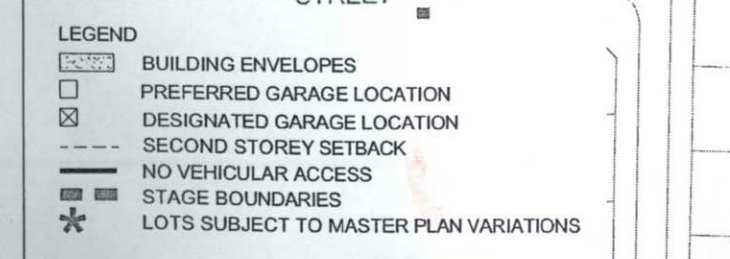 STREET
LEGEND
BUILDING ENVELOPES
PREFERRED GARAGE LOCATION
DESIGNATED GARAGE LOCATION
SECOND STOREY SETBACK
NO VEHICULAR ACCESS
STAGE BOUNDARIES
LOTS SUBJECT TO MASTER PLAN VARIATIONS